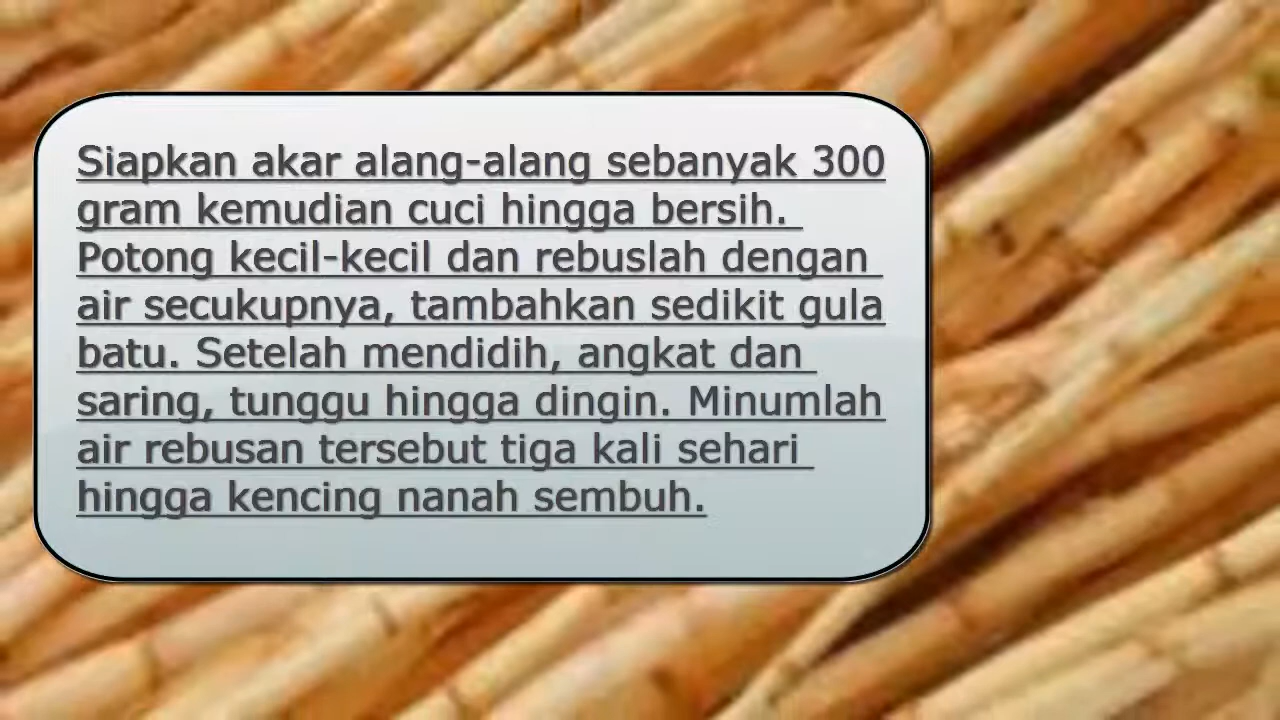 Siapkan akar alang-alang sebanyak 300
gram kemudian cuci hingga bersih.
Potong kecil-kecil dan rebuslah dengan
air secukupnya, tambahkan sedikit gula
batu. Setelah mendidih, angkat dan
saring, tunggu hingga dingin. Minumlah
air rebusan tersebut tiga kali sehari
hingga kencing nanah sembuh.